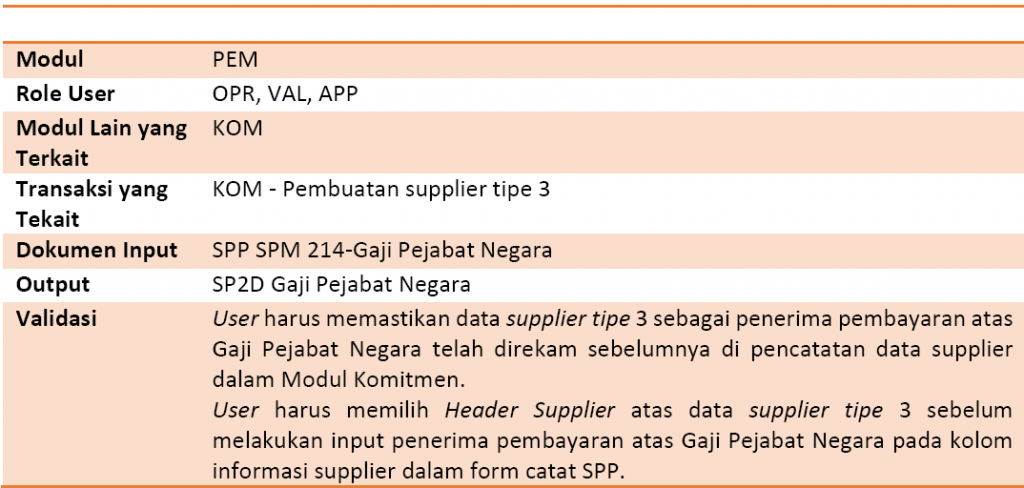 Modul PEM
Role User OPR, VAL, APP
Modul Lain yang KOM
Terkait
Transaksi yang KOM - Pembuatan supplier tipe 3
Tekait
Dokumen Input SPP SPM 214-Gaji Pejabat Negara
Output SP2D Gaji Pejabat Negara
Validasi User harus memastikan data supplier tipe 3 sebagai penerima pembayaran atas
Gaji Pejabat Negara telah direkam sebelumnya di pencatatan data supplier
dalam Modul Komitmen.
User harus memilih Header Supplier atas data supplier tipe 3 sebelum
melakukan input penerima pembayaran atas Gaji Pejabat Negara pada kolom
informasi supplier dalam form catat SPP.